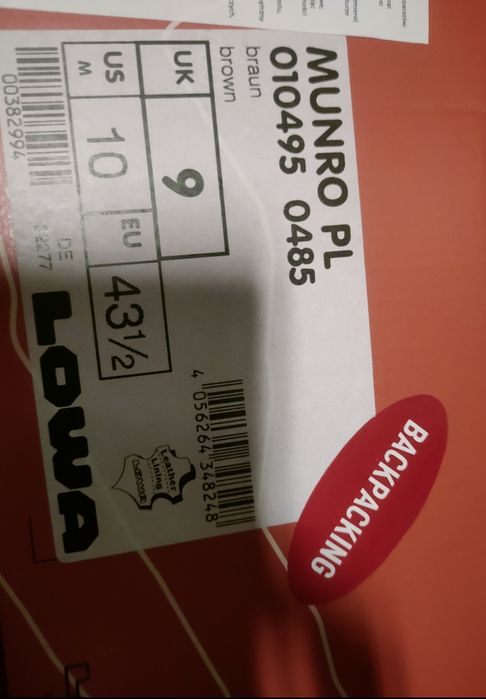 MUNRO PL
010495 0485
braun
brown
UK
9
US
M
10
EU
43½
00382994
DE
LOWA
4 056264 348248
Leather
Lining
BACKPACKING